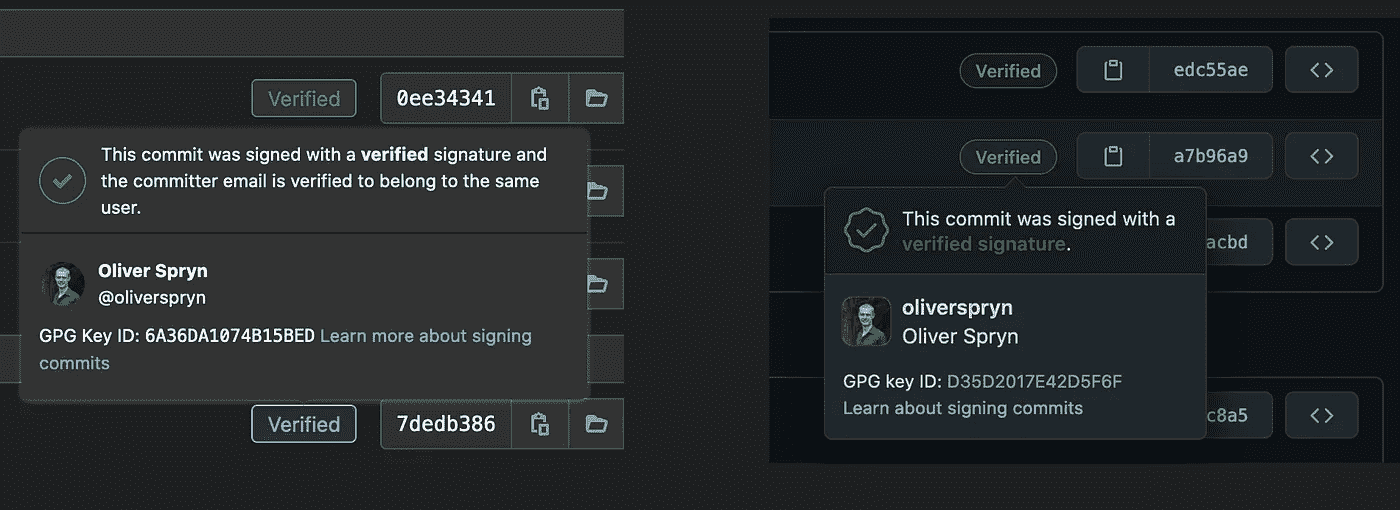 Verified
0ee34341
This commit was signed with a verified signature and
the committer email is verified to belong to the same
user.
Oliver Spryn
@oliverspryn
GPG Key ID: 6A36DA1074B15BED Learn more about signing
commits
Verified
7dedb386
Verified
edc55ae
Verified
a7b96a9
acbd
This commit was signed with a
verified signature.
oliverspryn
Oliver Spryn
GPG key ID: D35D2017E42D5F6F
Learn about signing commits
c8a5